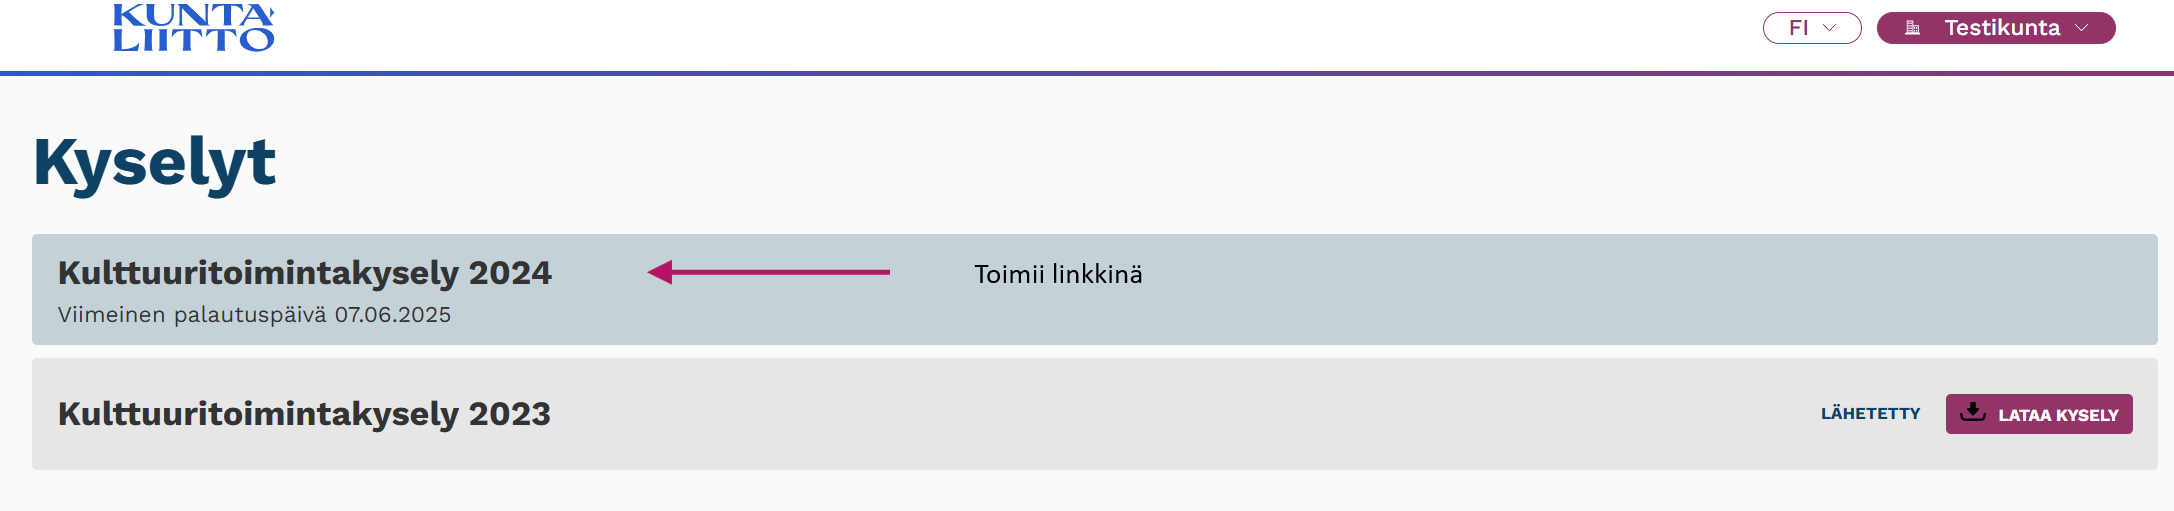 KUNTA
LIITTO
FI
Testikunta
Kyselyt
Kulttuuritoimintakysely 2024
Toimii linkkinä
Viimeinen palautuspäivä 07.06.2025
Kulttuuritoimintakysely 2023
LÄHETETTY
LATAA KYSELY